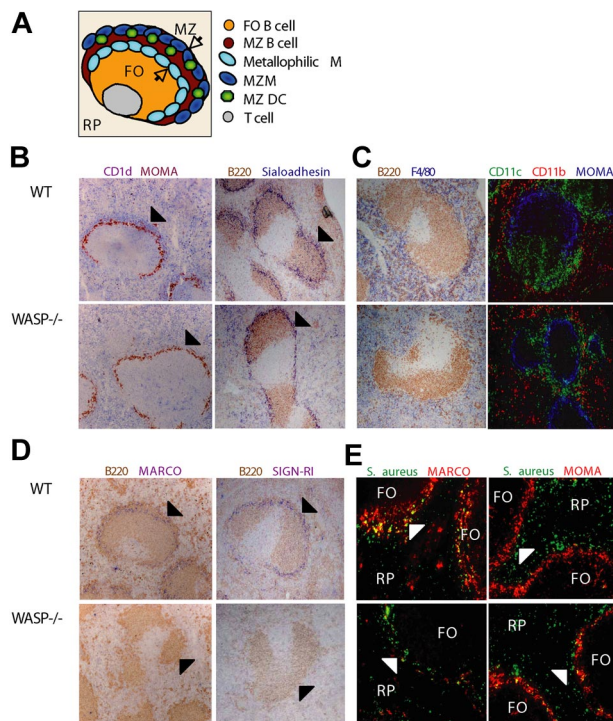 A
MZ
FO
RP
FO B cell
MZ B cell
Metallophilic M
MZM
MZ DC
T cell
B
CD1d MOMA
B220 Sialoadhesin
WT
WASP-/-
C
B220 F4/80
CD11c CD11b MOMA
D
B220 MARCO
B220 SIGN-RI
WT
WASP-/-
E
S. aureus MARCO
S. aureus MOMA
FO
FO
RP
FO
RP
FO
FO
RP
RP
FO
FO